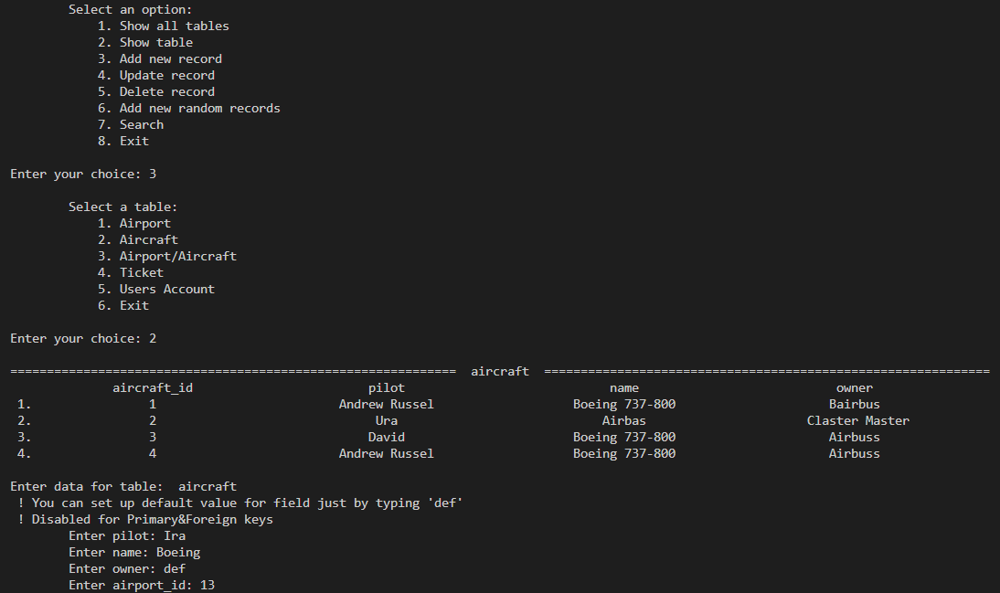 Select an option:
1. Show all tables
2. Show table
3. Add new record
4. Update record
5. Delete record
6. Add new random records
7. Search
8. Exit
Enter your choice: 3
Select a table:
1. Airport
2. Aircraft
3. Airport/Aircraft
4. Ticket
5. Users Account
6. Exit
Enter your choice: 2
============================================================= aircraft =============================================================
aircraft_id pilot name owner
1. 1 Andrew Russel Boeing 737-800 Bairbus
2. 2 Ura Airbas Claster Master
3. 3 David Boeing 737-800 Airbuss
4. 4 Andrew Russel Boeing 737-800 Airbuss
Enter data for table: aircraft
! You can set up default value for field just by typing 'def'
! Disabled for Primary&Foreign keys
Enter pilot: Ira
Enter name: Boeing
Enter owner: def
Enter airport_id: 13